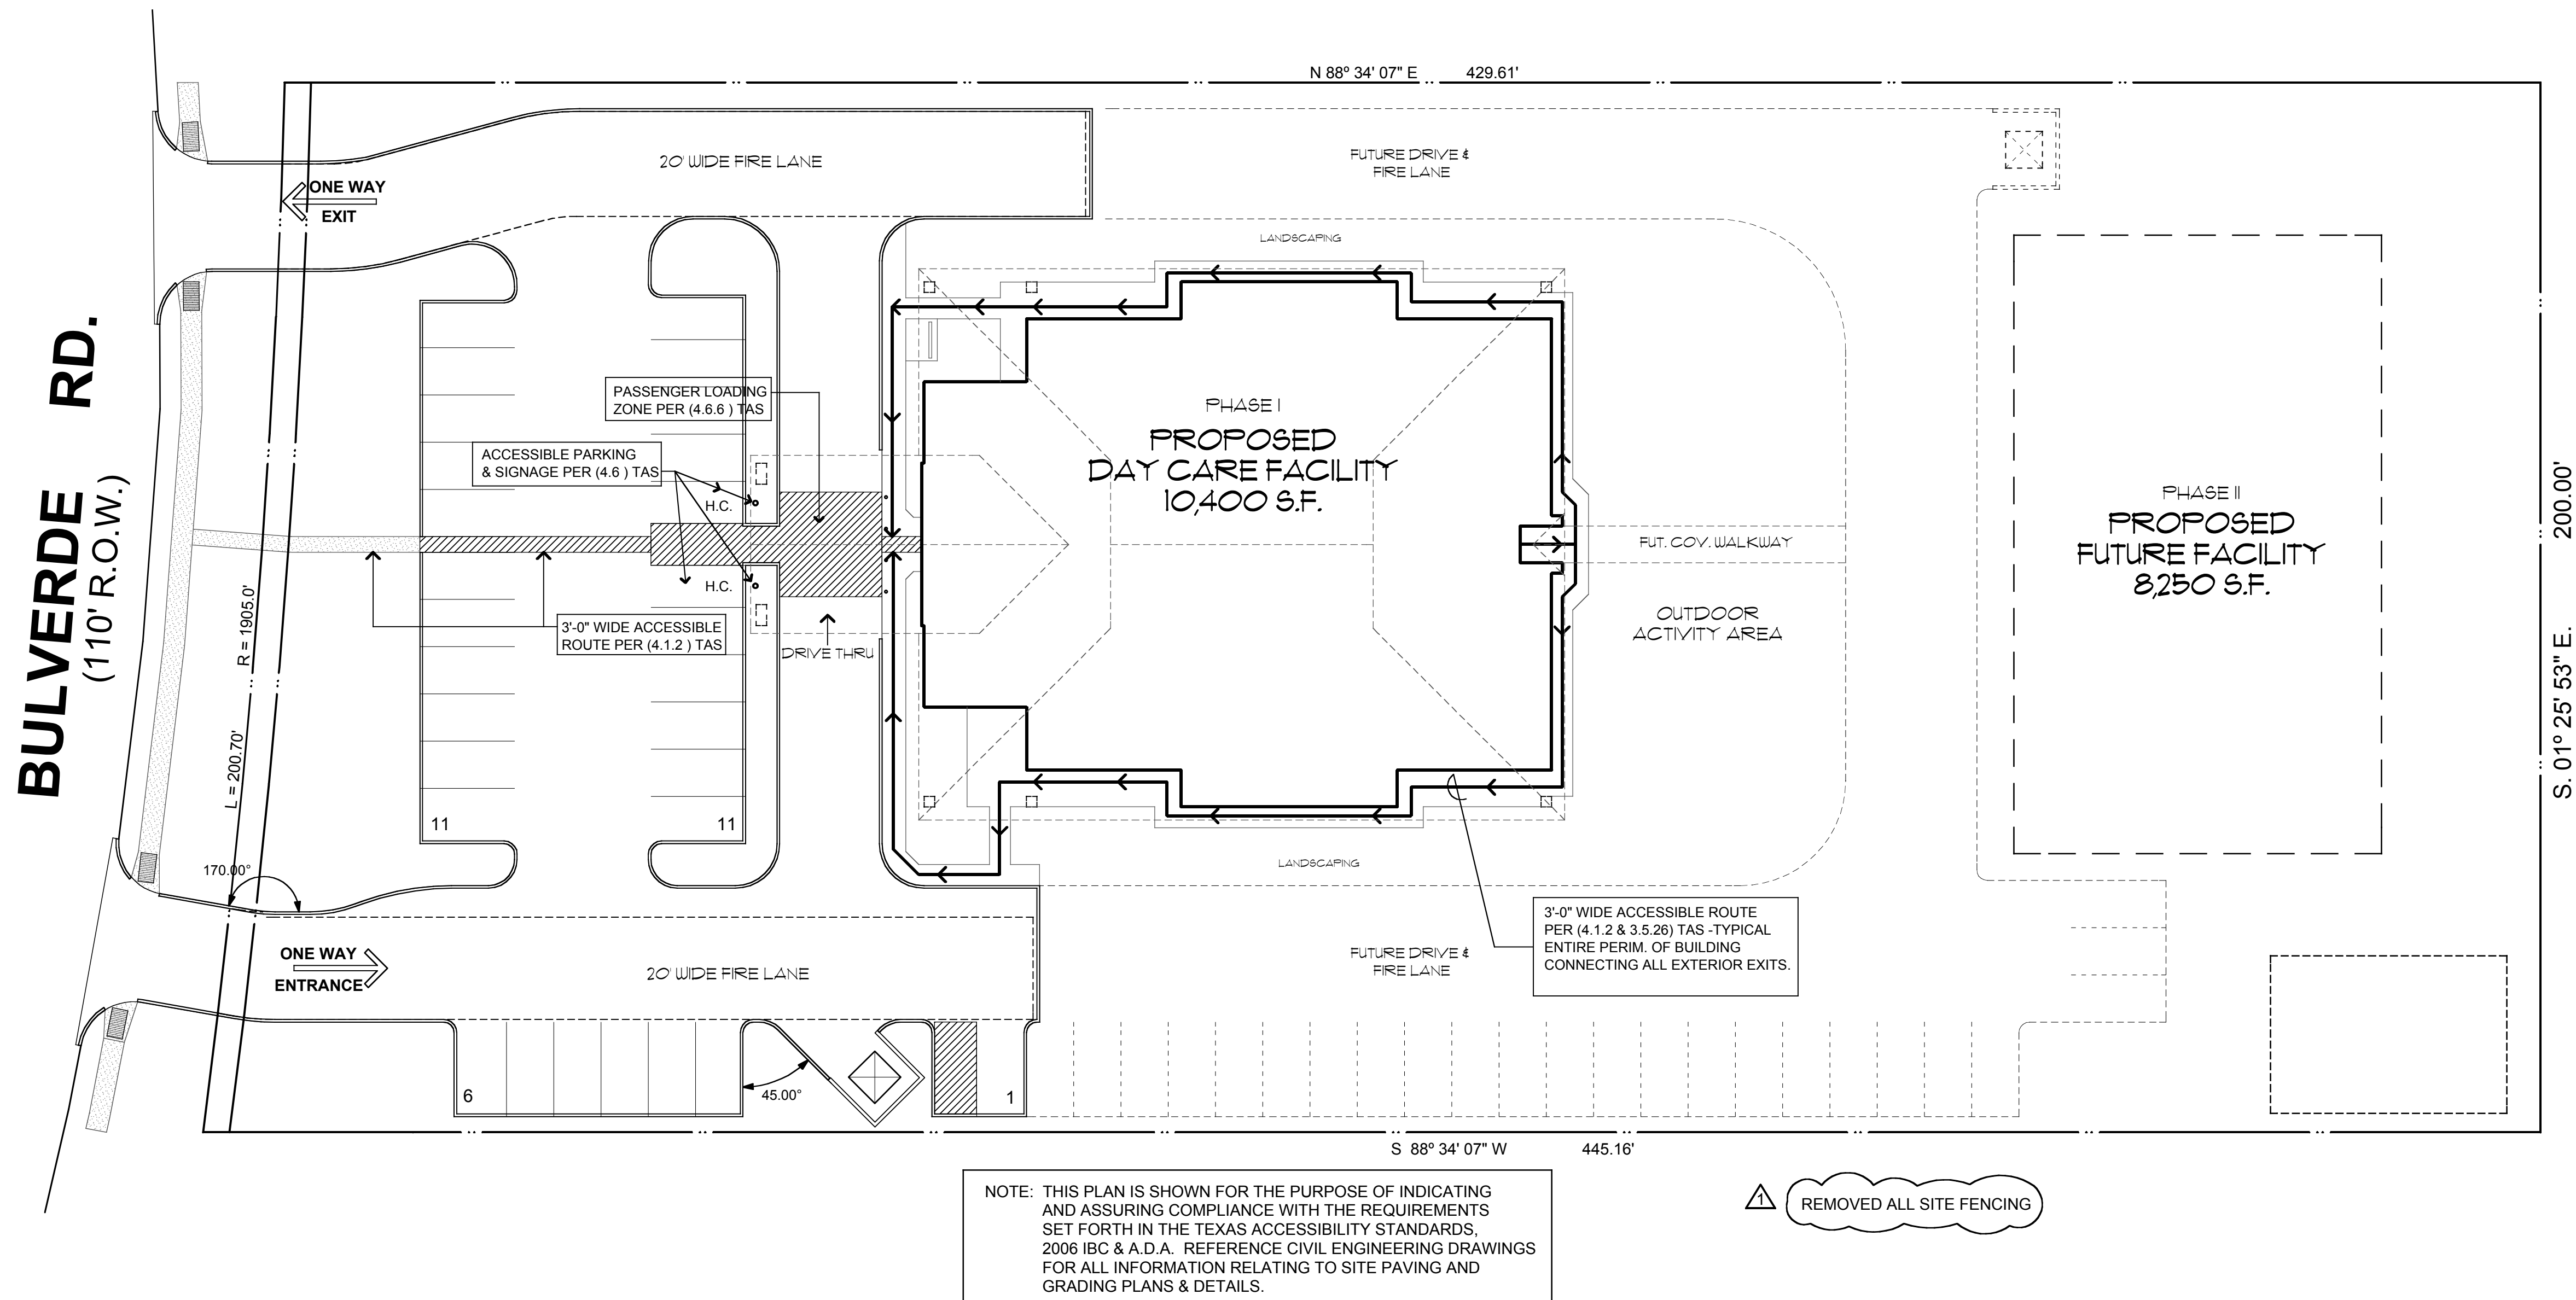 N 88º 34' 07" E 429.61'
20' WIDE FIRE LANE
FUTURE DRIVE &
FIRE LANE
ONE WAY
EXIT
LANDSCAPING
BULVERDE RD.
(110' R.O.W.)
R = 1905.0'
L = 200.70'
PASSENGER LOADING
ZONE PER (4.6.6 ) TAS
ACCESSIBLE PARKING
& SIGNAGE PER (4.6 ) TAS
H.C.
H.C.
3'-0" WIDE ACCESSIBLE
ROUTE PER (4.1.2 ) TAS
DRIVE THRU
PHASE I
PROPOSED
DAY CARE FACILITY
10,400 S.F.
FUT. COV. WALKWAY
OUTDOOR
ACTIVITY AREA
PHASE II
PROPOSED
FUTURE FACILITY
8,250 S.F.
S. 01º 25' 53" E. 200.00'
11
11
170.00°
LANDSCAPING
3'-0" WIDE ACCESSIBLE ROUTE
PER (4.1.2 & 3.5.26) TAS -TYPICAL
ENTIRE PERIM. OF BUILDING
CONNECTING ALL EXTERIOR EXITS.
ONE WAY
ENTRANCE
20' WIDE FIRE LANE
FUTURE DRIVE &
FIRE LANE
6
45.00°
1
S 88º 34' 07" W 445.16'
NOTE: THIS PLAN IS SHOWN FOR THE PURPOSE OF INDICATING
AND ASSURING COMPLIANCE WITH THE REQUIREMENTS
SET FORTH IN THE TEXAS ACCESSIBILITY STANDARDS,
2006 IBC & A.D.A. REFERENCE CIVIL ENGINEERING DRAWINGS
FOR ALL INFORMATION RELATING TO SITE PAVING AND
GRADING PLANS & DETAILS.
1
REMOVED ALL SITE FENCING